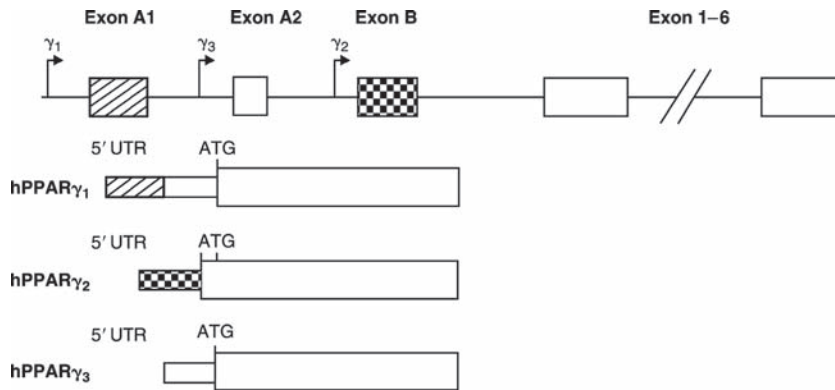 Exon A1 Exon A2 Exon B Exon 1–6
γ1 γ3 γ2
5′ UTR ATG
hPPARγ1
5′ UTR ATG
hPPARγ2
5′ UTR ATG
hPPARγ3